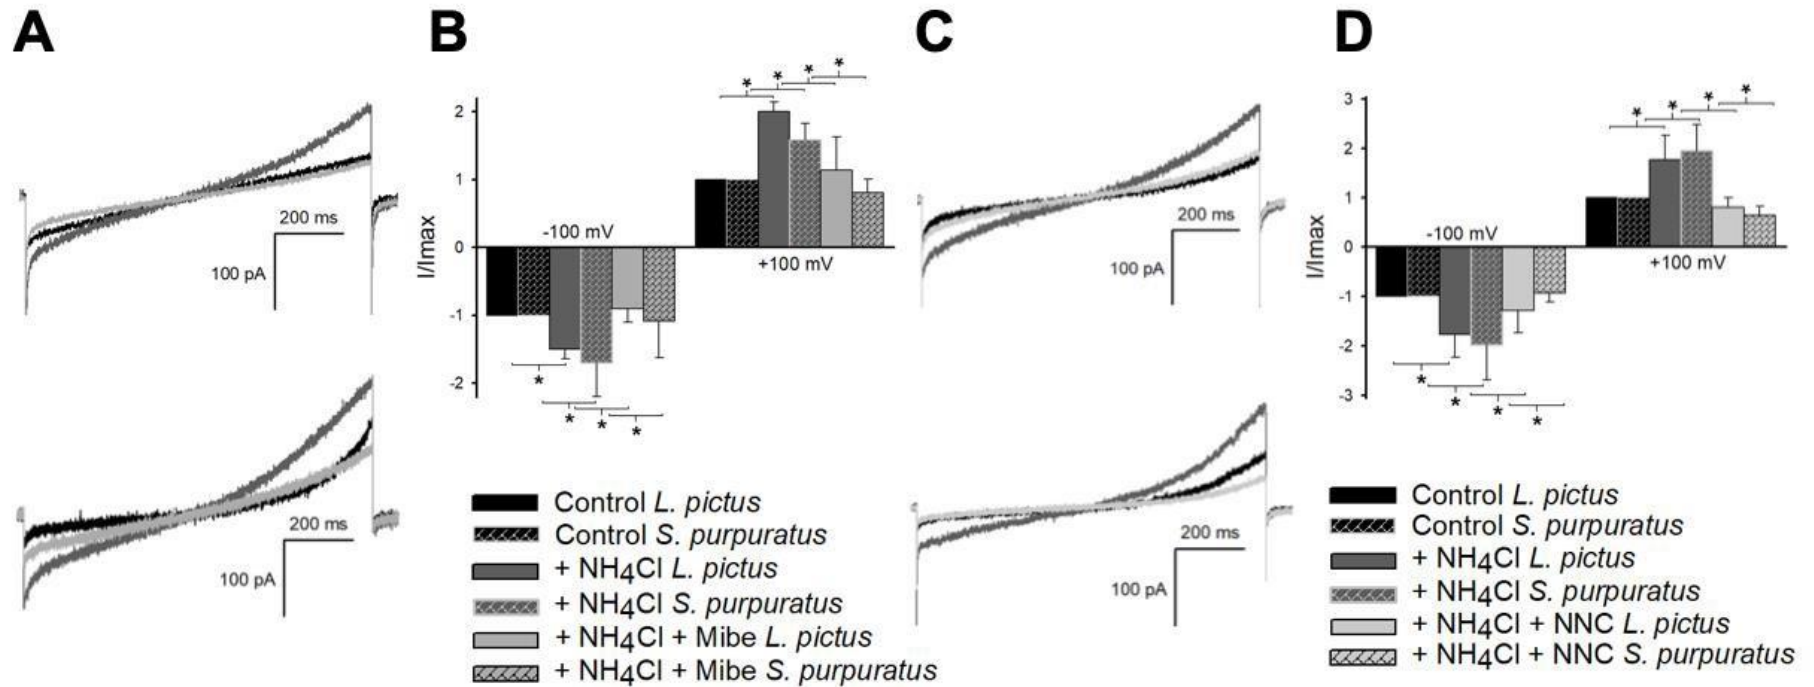 A
200 ms
100 pA
200 ms
100 pA
B
2
1
0
-1
-2
I/Imax
-100 mV
+100 mV
*
*
*
*
*
*
*
*
Control L. pictus
Control S. purpuratus
+ NH4Cl L. pictus
+ NH4Cl S. purpuratus
+ NH4Cl + Mibe L. pictus
+ NH4Cl + Mibe S. purpuratus
C
200 ms
100 pA
200 ms
100 pA
D
3
2
1
0
-1
-2
-3
I/Imax
-100 mV
+100 mV
*
*
*
*
*
*
*
*
Control L. pictus
Control S. purpuratus
+ NH4Cl L. pictus
+ NH4Cl S. purpuratus
+ NH4Cl + NNC L. pictus
+ NH4Cl + NNC S. purpuratus